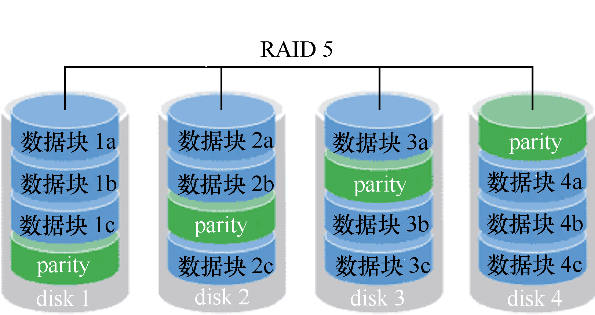 RAID 5
数据块 1a
数据块 1b
数据块 1c
parity
disk 1
数据块 2a
数据块 2b
parity
数据块 2c
disk 2
数据块 3a
parity
数据块 3b
数据块 3c
disk 3
parity
数据块 4a
数据块 4b
数据块 4c
disk 4